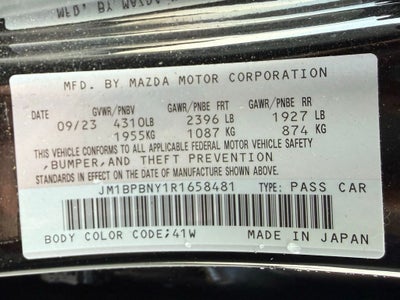 MFD. BY MAZDA MOTOR CORPORATION
DATE GVWR/PNBV GAWR/PNBE FRT GAWR/PNBE RR
09/23 4310LB 2396 LB 1927 LB
1955KG 1087 KG 874 KG
THIS VEHICLE CONFORMS TO ALL APPLICABLE FEDERAL MOTOR VEHICLE SAFETY
,BUMPER,AND THEFT PREVENTION
STANDARDS IN EFFECT ON THE DATE OF MANUFACTURE SHOWN ABOVE.
JM1BPBNY1R1658481 TYPE: PASS CAR
BODY COLOR CODE;41W MADE IN JAPAN